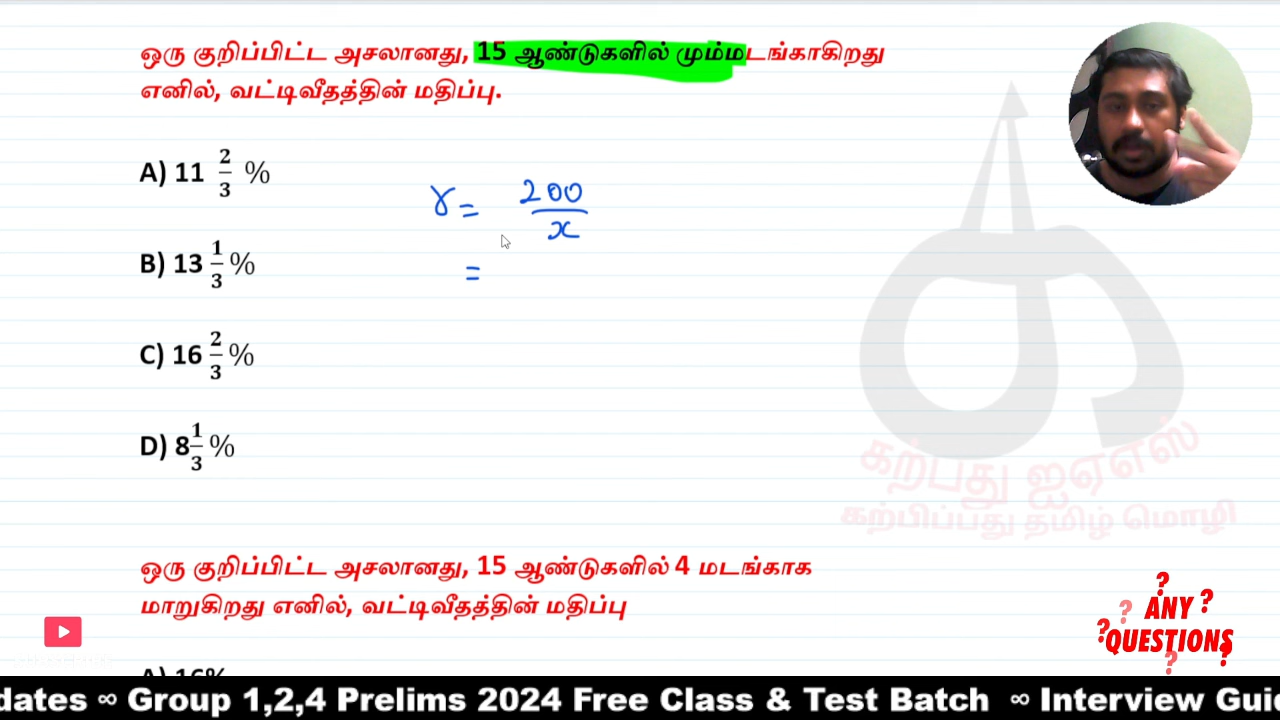 ஒரு குறிப்பிட்ட அசலானது, 15 ஆண்டுகளில் மும்மடங்காகிறது
எனில், வட்டிவீதத்தின் மதிப்பு.
A) 11 2/3 %
B) 13 1/3 %
C) 16 2/3 %
D) 8 1/3 %
r = 200/x
=
கற்பது ஐஏஎஸ்
கற்பிப்பது தமிழ் மொழி
ஒரு குறிப்பிட்ட அசலானது, 15 ஆண்டுகளில் 4 மடங்காக
மாறுகிறது எனில், வட்டிவீதத்தின் மதிப்பு
A) 16%
? ANY ?
? QUESTIONS ?
?
dates ∞ Group 1,2,4 Prelims 2024 Free Class & Test Batch ∞ Interview Guid